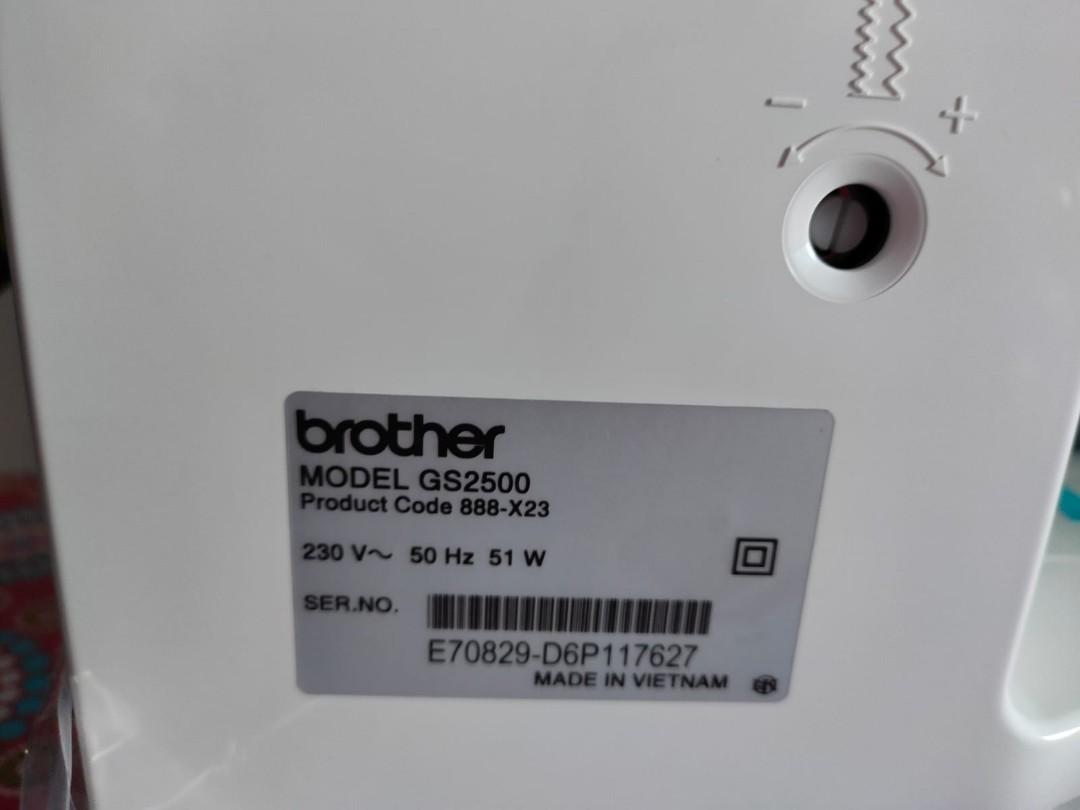 − +
brother
MODEL GS2500
Product Code 888-X23
230 V～ 50 Hz 51 W
SER.NO.
E70829-D6P117627
MADE IN VIETNAM